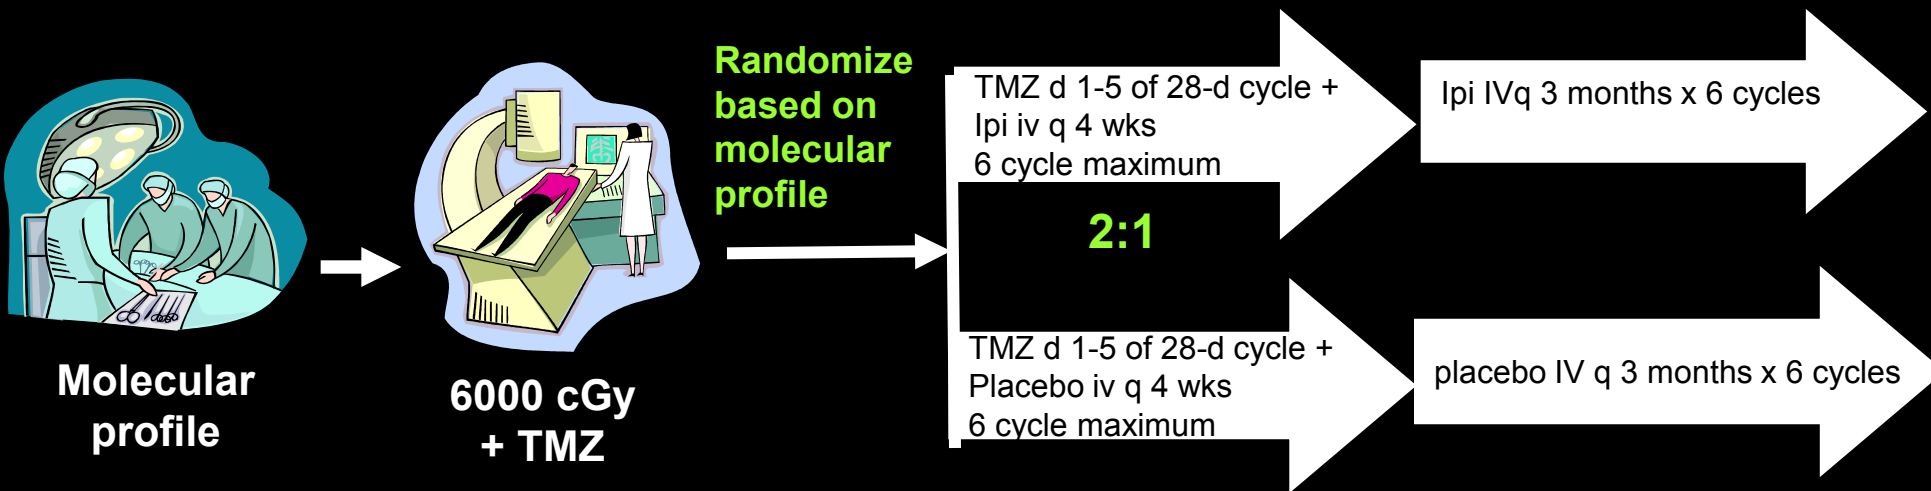 Molecular
profile
6000 cGy
+ TMZ
Randomize
based on
molecular
profile
TMZ d 1-5 of 28-d cycle +
Ipi iv q 4 wks
6 cycle maximum
2:1
TMZ d 1-5 of 28-d cycle +
Placebo iv q 4 wks
6 cycle maximum
Ipi IVq 3 months x 6 cycles
placebo IV q 3 months x 6 cycles